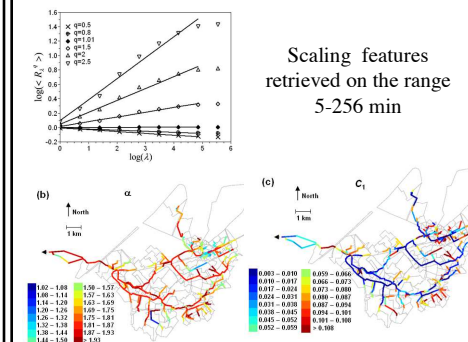 log(< R_λ^q >)
1.6
1.4
1.2
1.0
0.8
0.6
0.4
0.2
0.0
-0.2
q=0.5
q=0.8
q=1.01
q=1.5
q=2
q=2.5
0 1 2 3 4 5 6
log(λ)
Scaling features
retrieved on the range
5-256 min
(b)
α
North
1 km
1.02 – 1.08
1.08 – 1.14
1.14 – 1.20
1.26 – 1.32
1.32 – 1.38
1.38 – 1.44
1.44 – 1.50
1.50 – 1.57
1.57 – 1.63
1.63 – 1.69
1.69 – 1.75
1.75 – 1.81
1.81 – 1.87
1.87 – 1.93
> 1.93
(c)
C₁
North
1 km
0.003 – 0.010
0.010 – 0.017
0.017 – 0.024
0.024 – 0.031
0.031 – 0.038
0.038 – 0.045
0.045 – 0.052
0.052 – 0.059
0.059 – 0.066
0.066 – 0.073
0.073 – 0.080
0.080 – 0.087
0.087 – 0.094
0.094 – 0.101
0.101 – 0.108
> 0.108